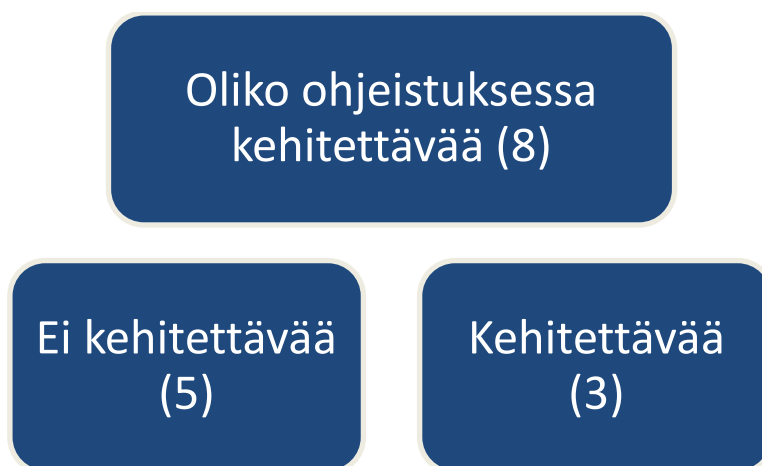 Oliko ohjeistuksessa
kehitettävää (8)
Ei kehitettävää
(5)
Kehitettävää
(3)